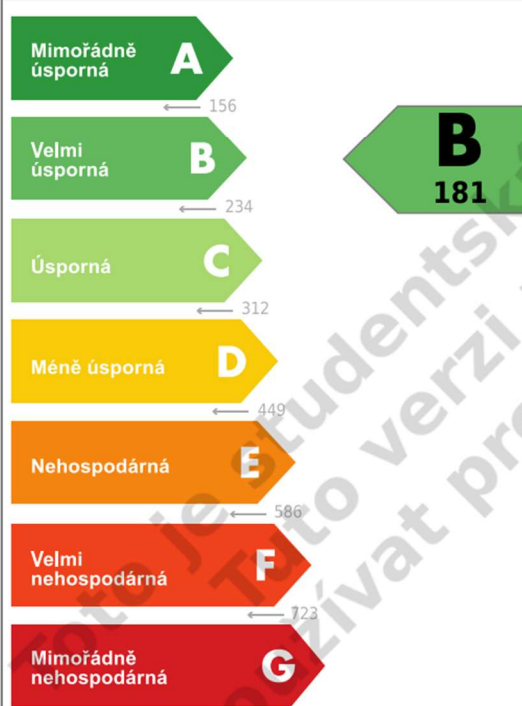 Mimořádně
úsporná
A
156
Velmi
úsporná
B
234
B
181
Úsporná
C
312
Méně úsporná
D
449
Nehospodárná
E
586
Velmi
nehospodárná
F
723
Mimořádně
nehospodárná
G
Toto je studentsk
Tuto verzi
používat pro